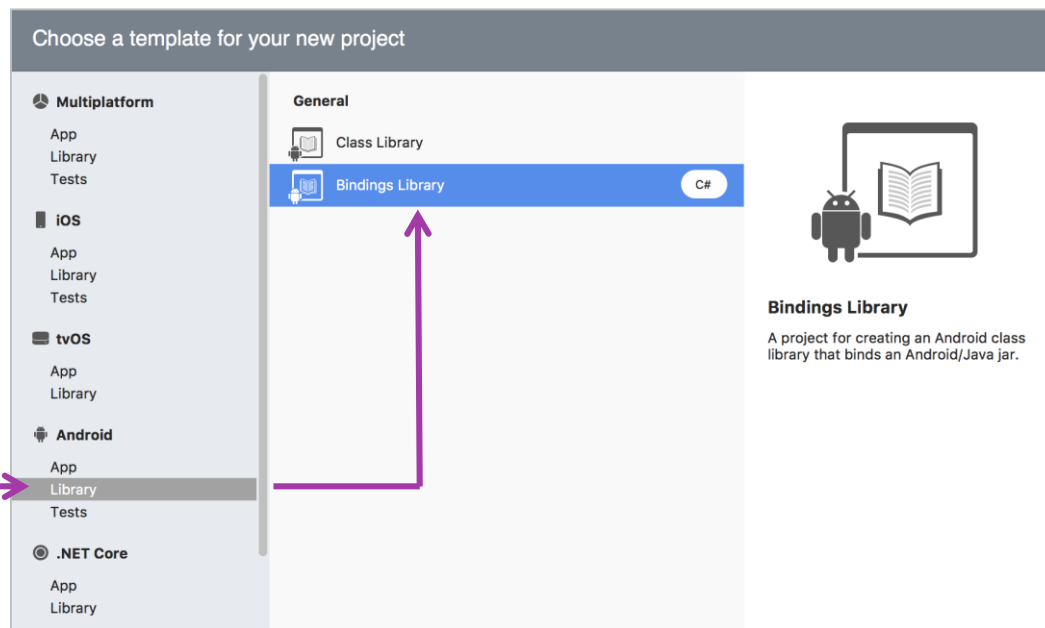 Choose a template for your new project
Multiplatform
App
Library
Tests
iOS
App
Library
Tests
tvOS
App
Library
Android
App
Library
Tests
.NET Core
App
Library
General
Class Library
Bindings Library C#
Bindings Library
A project for creating an Android class
library that binds an Android/Java jar.